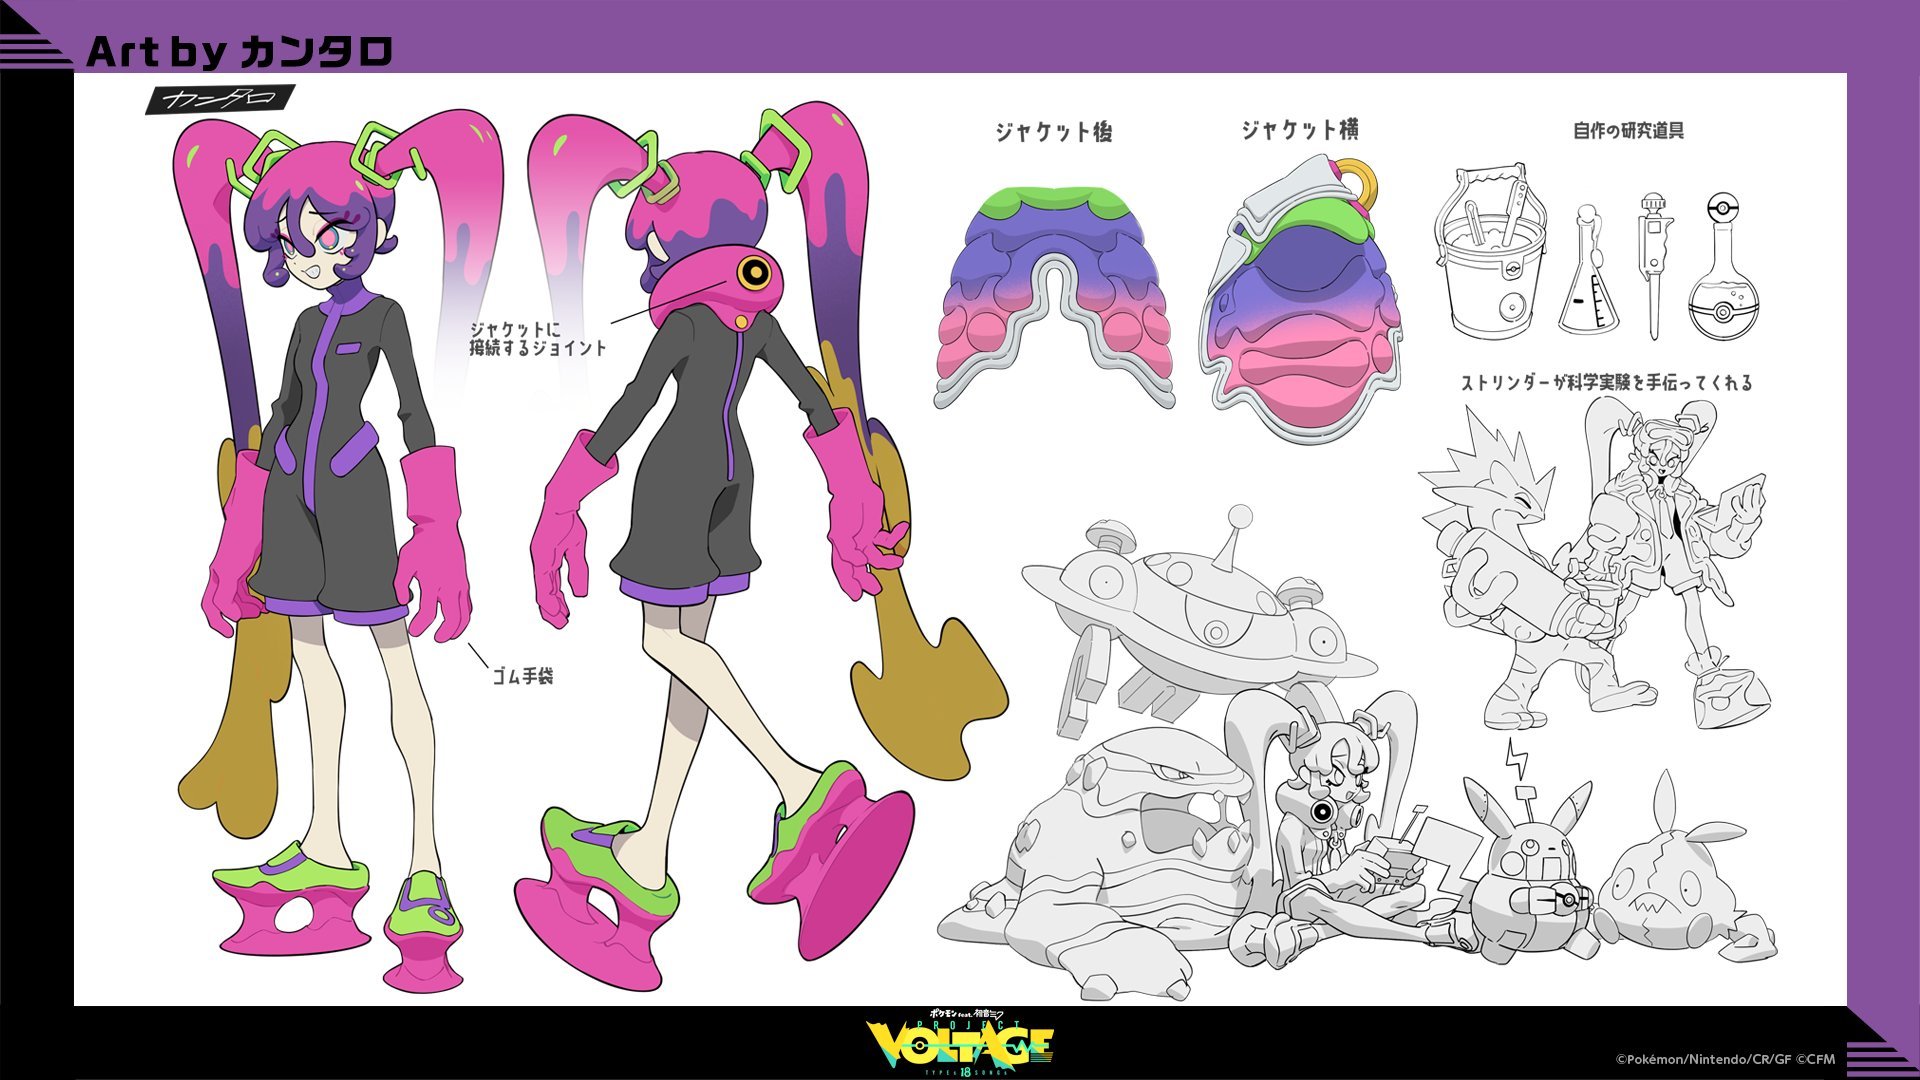 Art by カンタロ
カンタロ
ジャケットに
接続するジョイント
ゴム手袋
ジャケット後
ジャケット横
自作の研究道具
ストリンダーが科学実験を手伝ってくれる
ポケモン feat. 初音ミク
PROJECT
VOLTAGE
18 TYPES SONGS
©Pokémon/Nintendo/CR/GF ©CFM